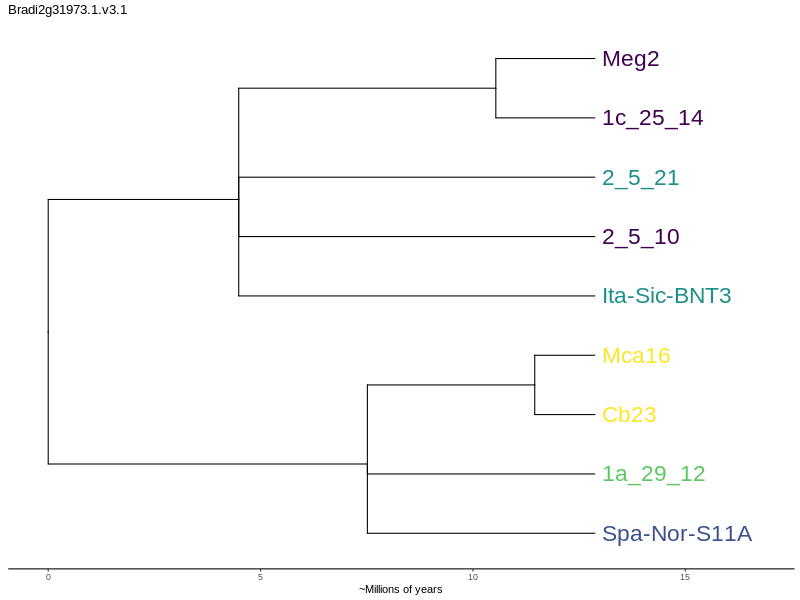 Bradi2g31973.1.v3.1
Meg2
1c_25_14
2_5_21
2_5_10
Ita-Sic-BNT3
Mca16
Cb23
1a_29_12
Spa-Nor-S11A
0 5 10 15
~Millions of years